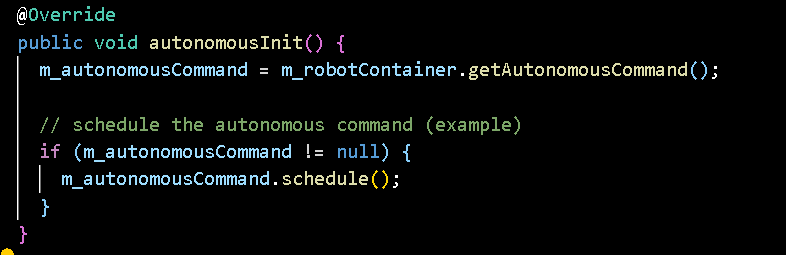 @Override
public void autonomousInit() {
m_autonomousCommand = m_robotContainer.getAutonomousCommand();
// schedule the autonomous command (example)
if (m_autonomousCommand != null) {
m_autonomousCommand.schedule();
}
}